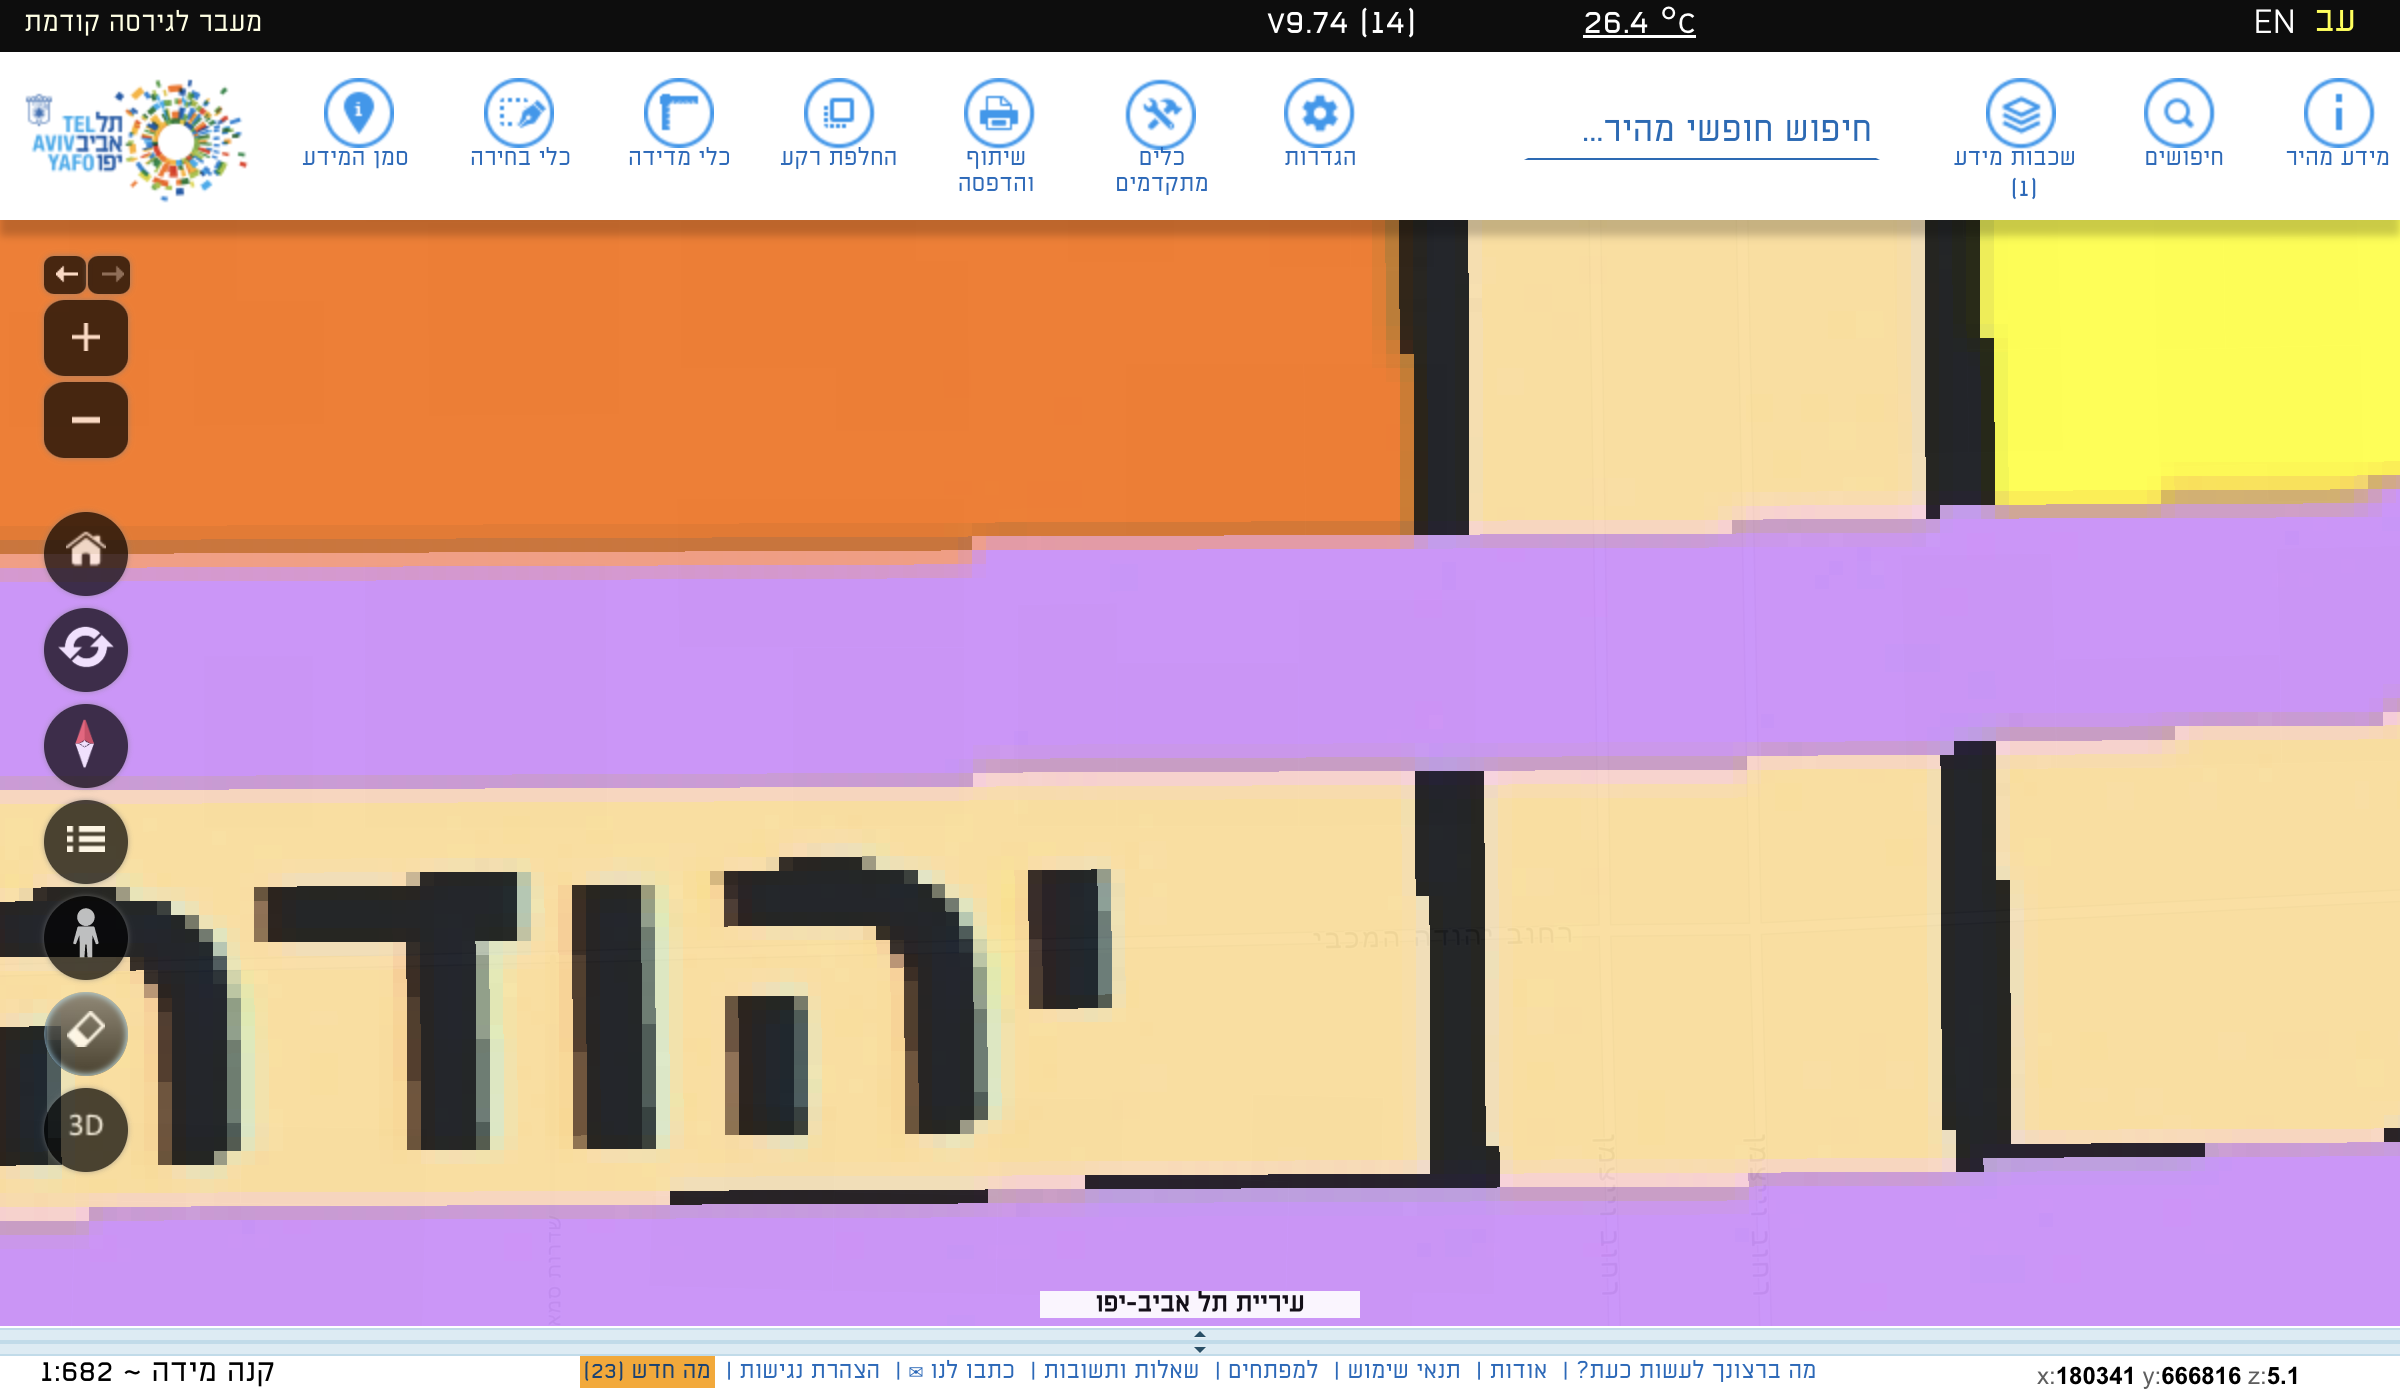 עב EN
26.4 °C
V9.74 (14)
מעבר לגירסה קודמת
מידע מהיר
חיפושים
שכבות מידע
(1)
חיפוש חופשי מהיר...
הגדרות
כלים
מתקדמים
שיתוף
והדפסה
החלפת רקע
כלי מדידה
כלי בחירה
סמן המידע
TEL תל
AVIV אביב
YAFO יפו
יהודה
רחוב יהודה המכבי
3D
עיריית תל אביב-יפו
x:180341 y:666816 z:5.1
מה ברצונך לעשות כעת? | אודות | תנאי שימוש | למפתחים | שאלות ותשובות | כתבו לנו ✉ | הצהרת נגישות | מה חדש (23)
קנה מידה ~ 1:682